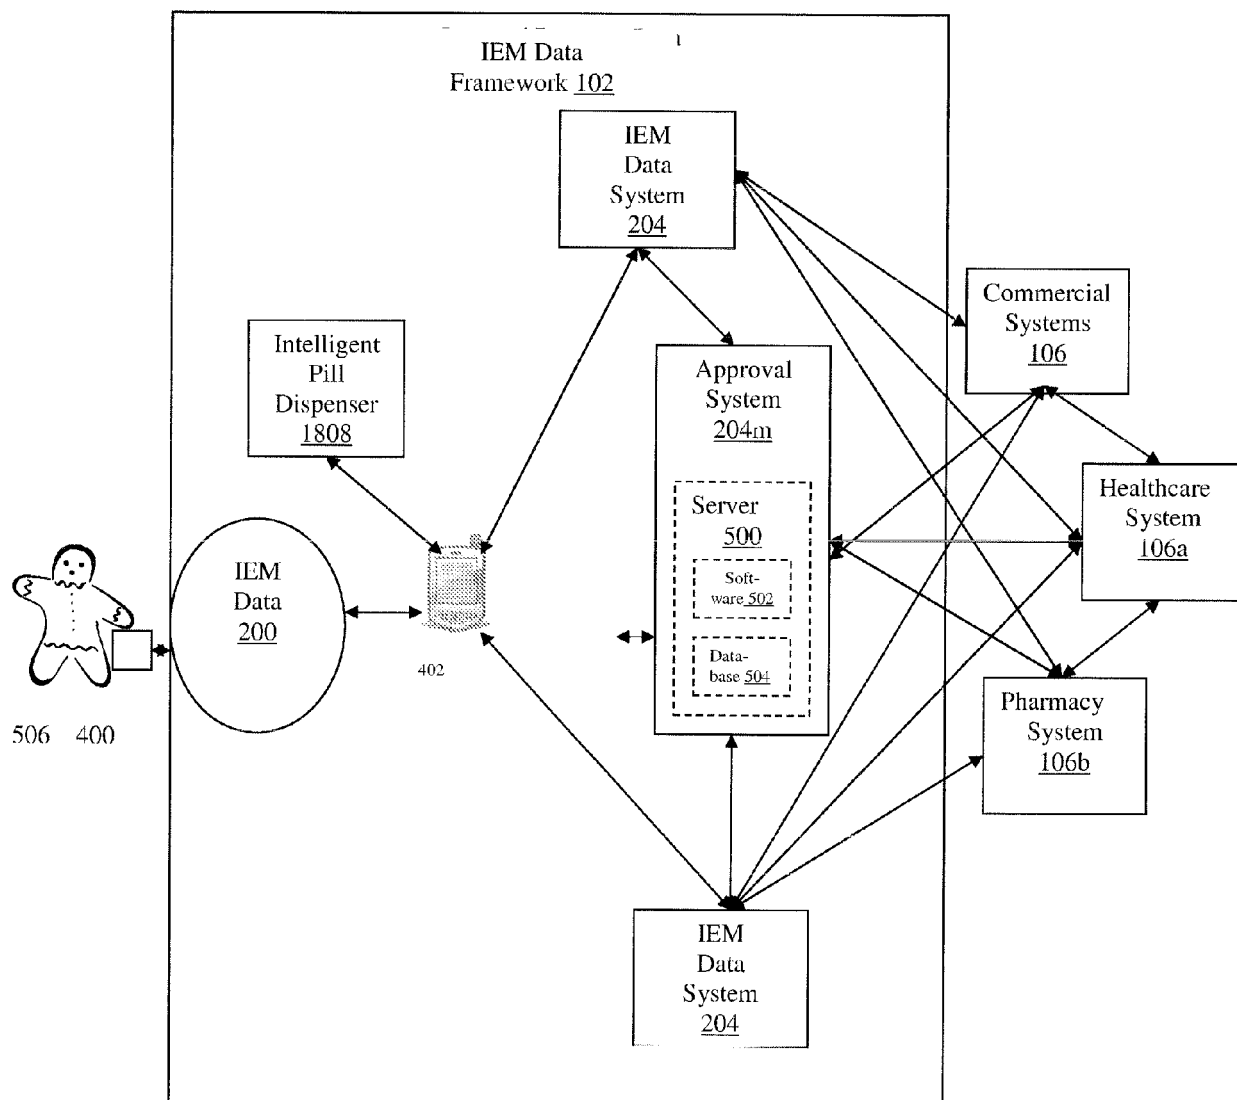 IEM Data
Framework 102
IEM
Data
System
204
Commercial
Systems
106
Intelligent
Pill
Dispenser
1808
Approval
System
204m
Server
500
Soft-
ware 502
Data-
base 504
Healthcare
System
106a
IEM
Data
200
402
506 400
Pharmacy
System
106b
IEM
Data
System
204